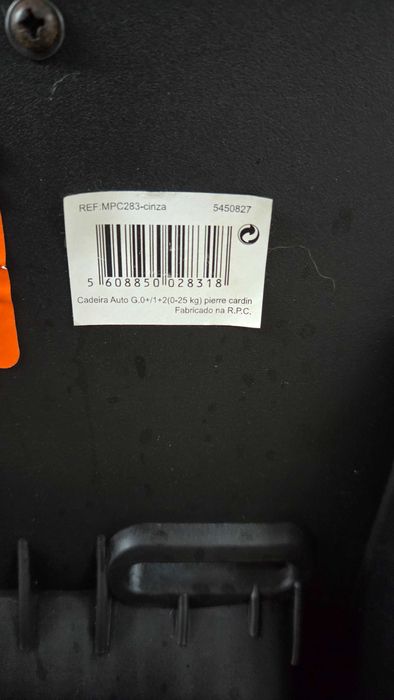 REF:MPC283-cinza 5450827
5 608850 028318
Cadeira Auto G.0+/1+2(0-25 kg) pierre cardin
Fabricado na R.P.C.